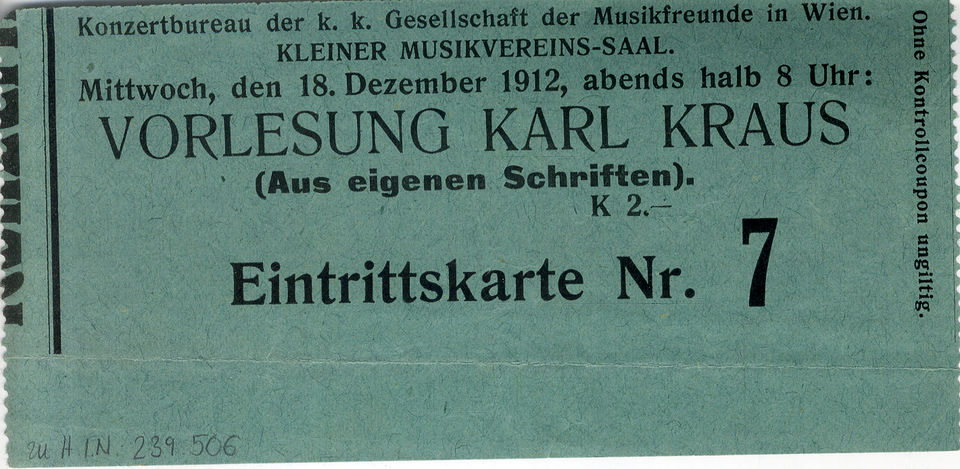 Konzertbureau der k. k. Gesellschaft der Musikfreunde in Wien.
KLEINER MUSIKVEREINS-SAAL.
Mittwoch, den 18. Dezember 1912, abends halb 8 Uhr:
VORLESUNG KARL KRAUS
(Aus eigenen Schriften).
K 2.—
Eintrittskarte Nr. 7
Ohne Kontrollcoupon ungiltig.
zu H.I.N. 239.506